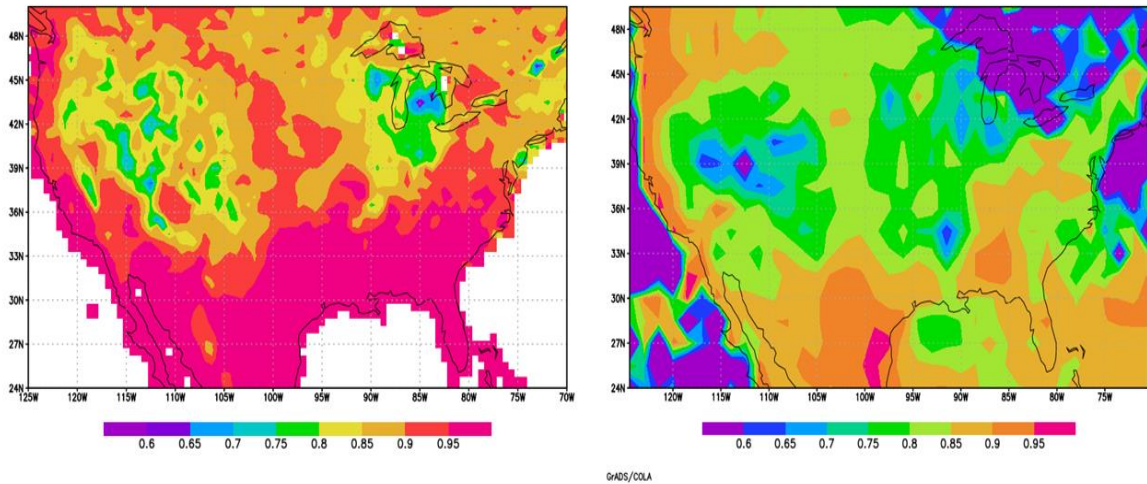 48N
45N
42N
39N
36N
33N
30N
27N
24N
125W 120W 115W 110W 105W 100W 95W 90W 85W 80W 75W 70W
0.6 0.65 0.7 0.75 0.8 0.85 0.9 0.95
48N
45N
42N
39N
36N
33N
30N
27N
24N
120W 115W 110W 105W 100W 95W 90W 85W 80W 75W
0.6 0.65 0.7 0.75 0.8 0.85 0.9 0.95
GrADS/COLA